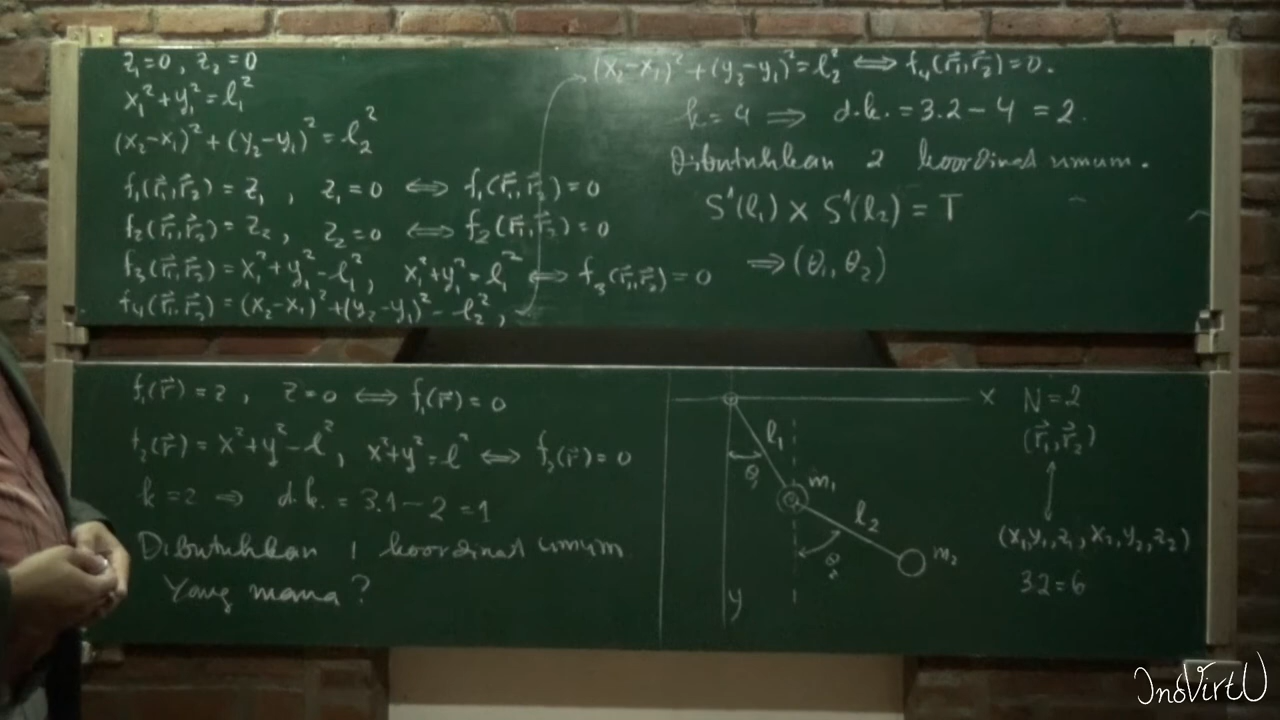 z₁=0 , z₂=0
x₁²+y₁²=l₁²
(x₂-x₁)²+(y₂-y₁)²=l₂²
f₁(r⃗₁,r⃗₂)=z₁ , z₁=0 ⟺ f₁(r⃗₁,r⃗₂)=0
f₂(r⃗₁,r⃗₂)=z₂, z₂=0 ⟺ f₂(r⃗₁,r⃗₂)=0
f₃(r⃗₁,r⃗₂)=x₁²+y₁²-l₁², x₁²+y₁²=l₁² ⟺ f₃(r⃗₁,r⃗₂)=0
f₄(r⃗₁,r⃗₂)=(x₂-x₁)²+(y₂-y₁)²-l₂²,
(x₂-x₁)²+(y₂-y₁)²=l₂² ⟺ f₄(r⃗₁,r⃗₂)=0.
k=4 ⟹ d.k.=3.2-4=2.
Dibutuhkan 2 koordinat umum.
S¹(l₁) × S¹(l₂) = T
⟹(θ₁, θ₂)
f₁(r⃗)=z, z=0 ⟺ f₁(r⃗)=0
f₂(r⃗)=x²+y²-l², x²+y²=l² ⟺ f₂(r⃗)=0
k=2 ⟹ d.k.=3.1-2=1
Dibutuhkan 1 koordinat umum
Yang mana?
x
l₁
θ₁
m₁
l₂
θ₂
m₂
y
N=2
(r⃗₁,r⃗₂)
(x₁,y₁,z₁,x₂,y₂,z₂)
3.2=6
InoVirtU